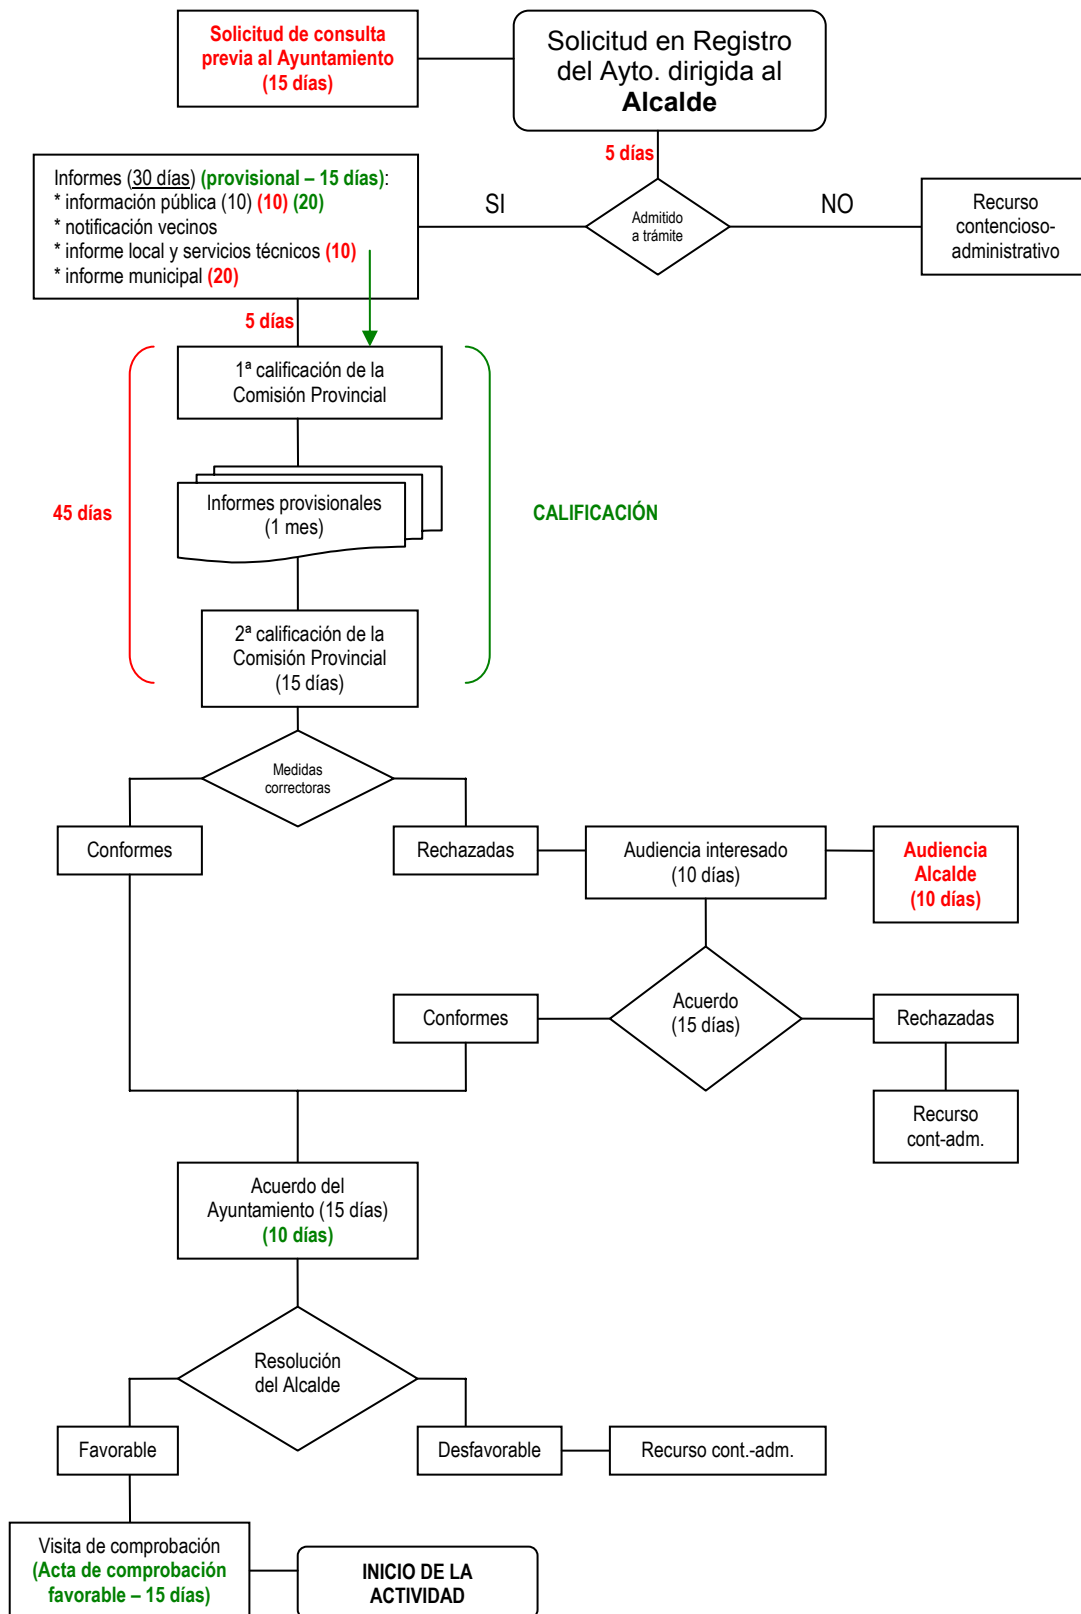 Solicitud de consulta
previa al Ayuntamiento
(15 días)
Solicitud en Registro
del Ayto. dirigida al
Alcalde
5 días
Informes (30 días) (provisional – 15 días):
* información pública (10) (10) (20)
* notificación vecinos
* informe local y servicios técnicos (10)
* informe municipal (20)
SI
Admitido
a trámite
NO
Recurso
contencioso-
administrativo
5 días
1ª calificación de la
Comisión Provincial
45 días
Informes provisionales
(1 mes)
CALIFICACIÓN
2ª calificación de la
Comisión Provincial
(15 días)
Medidas
correctoras
Conformes
Rechazadas
Audiencia interesado
(10 días)
Audiencia
Alcalde
(10 días)
Conformes
Acuerdo
(15 días)
Rechazadas
Recurso
cont-adm.
Acuerdo del
Ayuntamiento (15 días)
(10 días)
Resolución
del Alcalde
Favorable
Desfavorable
Recurso cont.-adm.
Visita de comprobación
(Acta de comprobación
favorable – 15 días)
INICIO DE LA
ACTIVIDAD